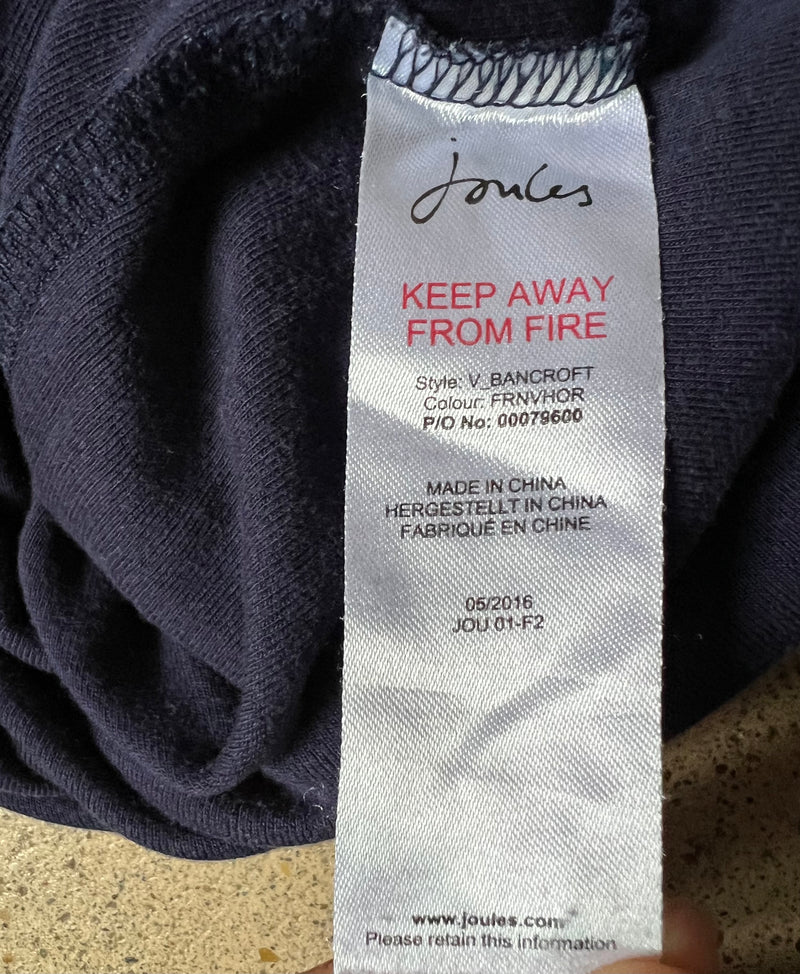 Joules
KEEP AWAY
FROM FIRE
Style: V_BANCROFT
Colour: FRNVHOR
P/O No: 00079600
MADE IN CHINA
HERGESTELLT IN CHINA
FABRIQUÉ EN CHINE
05/2016
JOU 01-F2
www.joules.com
Please retain this information